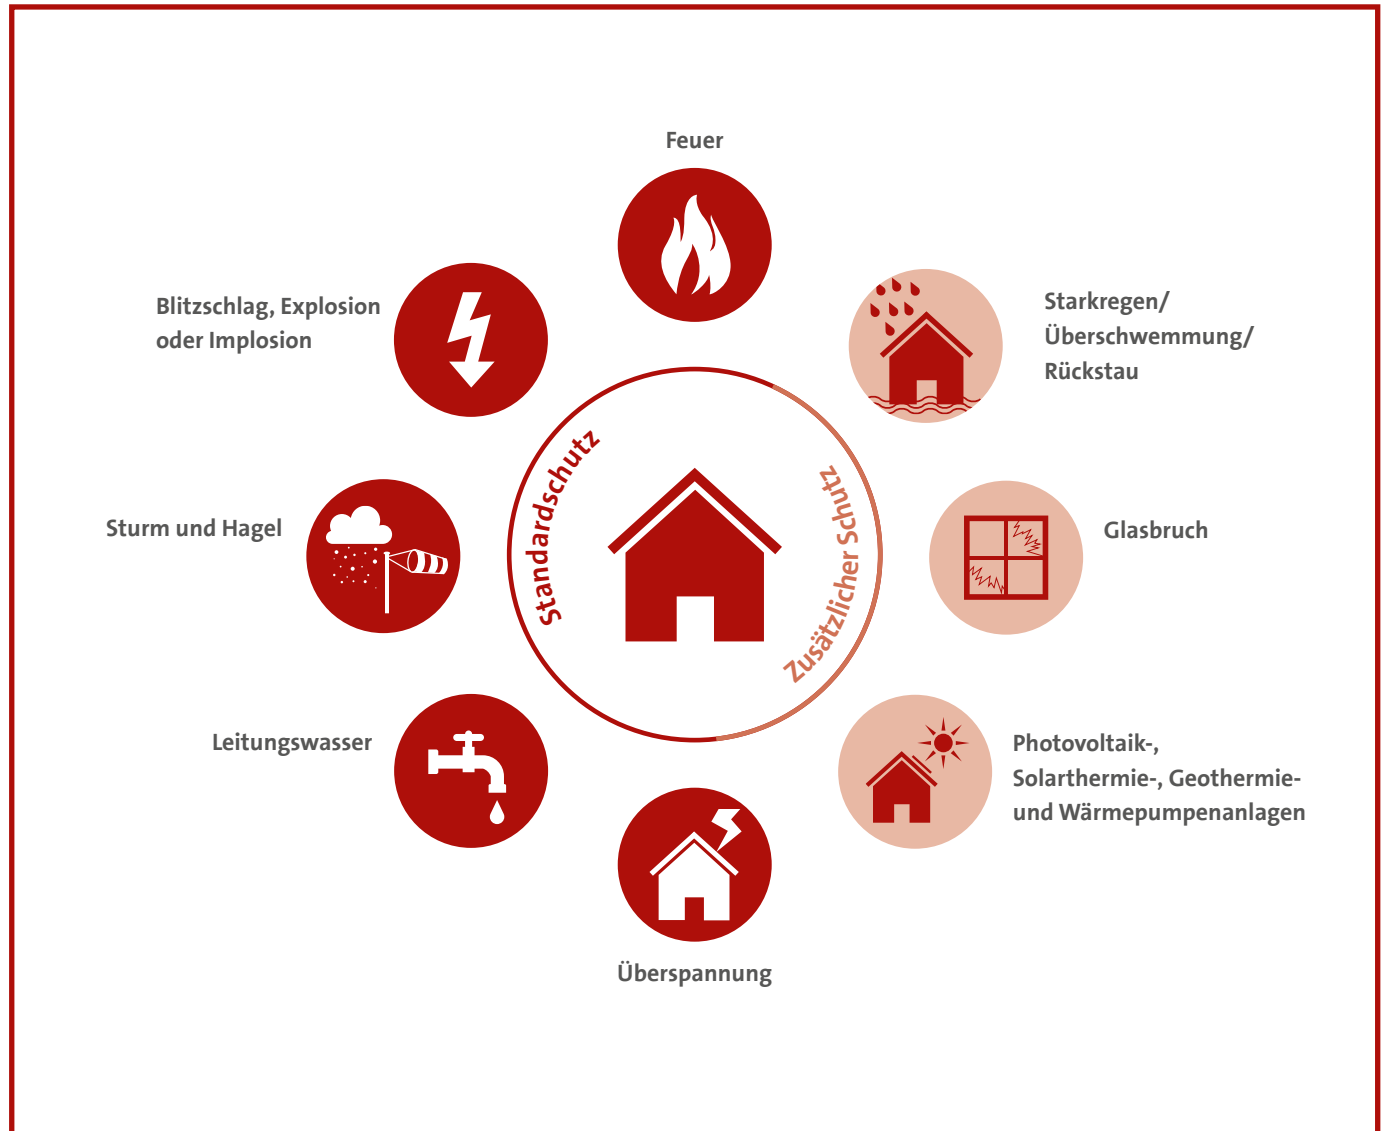 Feuer
Blitzschlag, Explosion
oder Implosion
Starkregen/
Überschwemmung/
Rückstau
Standardschutz
Zusätzlicher Schutz
Sturm und Hagel
Glasbruch
Leitungswasser
Photovoltaik-,
Solarthermie-, Geothermie-
und Wärmepumpenanlagen
Überspannung